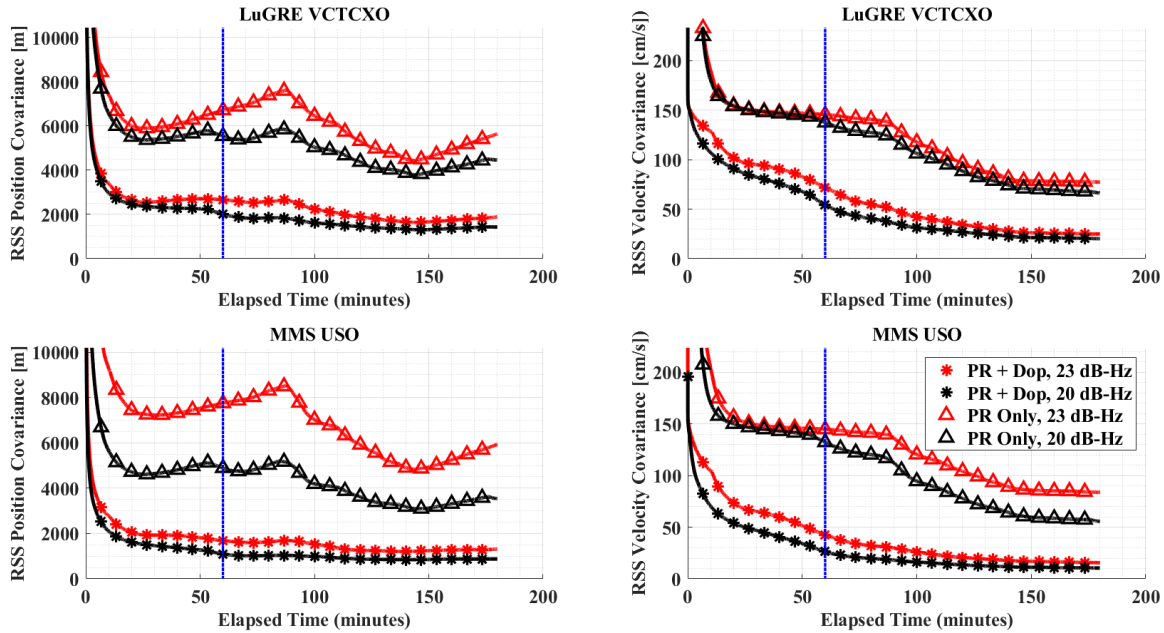 LuGRE VCTCXO
RSS Position Covariance [m]
10000
8000
6000
4000
2000
0
0
50
100
150
200
Elapsed Time (minutes)
LuGRE VCTCXO
RSS Velocity Covariance [cm/s])
200
150
100
50
0
0
50
100
150
200
Elapsed Time (minutes)
MMS USO
RSS Position Covariance [m]
10000
8000
6000
4000
2000
0
0
50
100
150
200
Elapsed Time (minutes)
MMS USO
RSS Velocity Covariance [cm/s])
200
150
100
50
0
0
50
100
150
200
Elapsed Time (minutes)
PR + Dop, 23 dB-Hz
PR + Dop, 20 dB-Hz
PR Only, 23 dB-Hz
PR Only, 20 dB-Hz